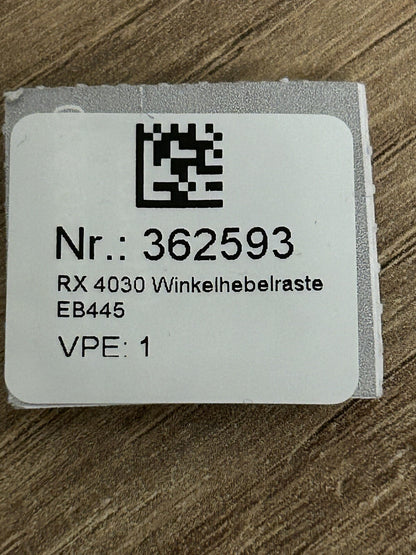 Nr.: 362593
RX 4030 Winkelhebelraste
EB445
VPE: 1